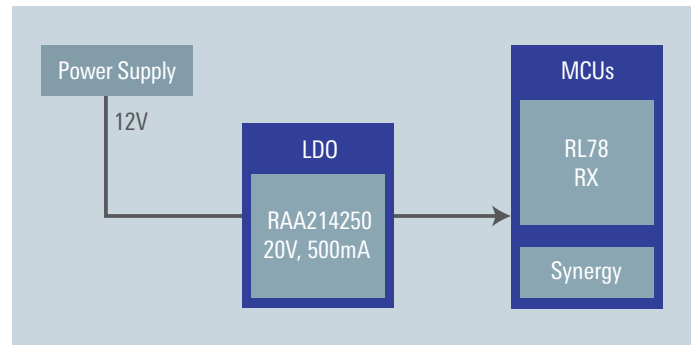 Power Supply
12V
LDO
RAA214250
20V, 500mA
MCUs
RL78
RX
Synergy